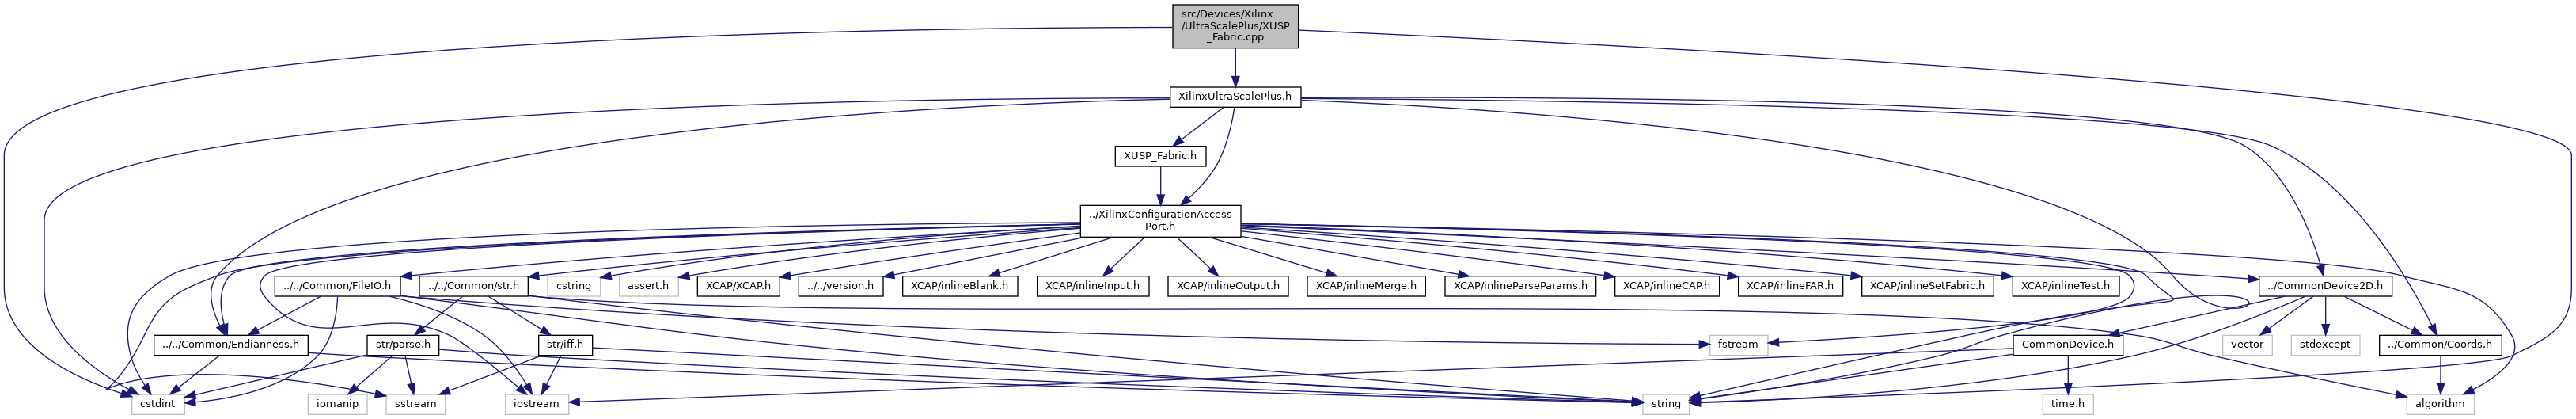 src/Devices/Xilinx
/UltraScalePlus/XUSP
_Fabric.cpp
XilinxUltraScalePlus.h
XUSP_Fabric.h
../XilinxConfigurationAccess
Port.h
../../Common/FileIO.h
../../Common/str.h
cstring
assert.h
XCAP/XCAP.h
../../version.h
XCAP/inlineBlank.h
XCAP/inlineInput.h
XCAP/inlineOutput.h
XCAP/inlineMerge.h
XCAP/inlineParseParams.h
XCAP/inlineCAP.h
XCAP/inlineFAR.h
XCAP/inlineSetFabric.h
XCAP/inlineTest.h
../CommonDevice2D.h
../../Common/Endianness.h
str/parse.h
str/iff.h
fstream
CommonDevice.h
vector
stdexcept
../Common/Coords.h
cstdint
iomanip
sstream
iostream
string
time.h
algorithm